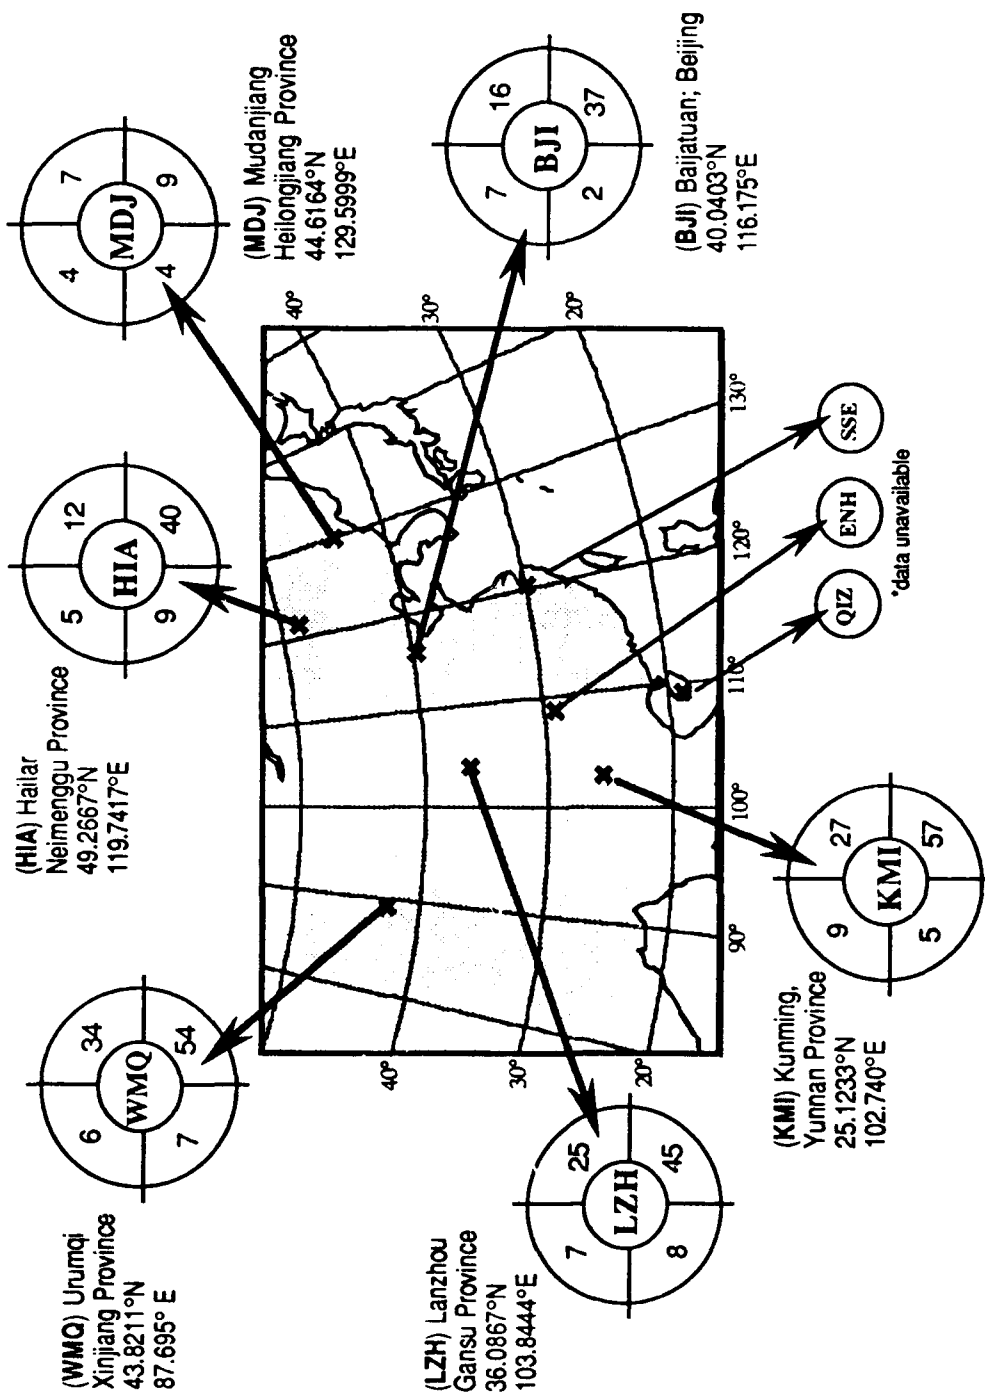 (WMQ) Urumqi
Xinjiang Province
43.8211°N
87.695° E
6 34
WMQ
7 54
(HIA) Hailar
Neimenggu Province
49.2667°N
119.7417°E
5 12
HIA
9 40
4 7
MDJ
4 9
(MDJ) Mudanjiang
Heilongjiang Province
44.6164°N
129.5999°E
(LZH) Lanzhou
Gansu Province
36.0867°N
103.8444°E
7 25
LZH
8 45
7 16
BJI
2 37
(BJI) Baijatuan; Beijing
40.0403°N
116.175°E
40°
30°
20°
40°
30°
20°
90°
100°
110°
120°
130°
(KMI) Kunming,
Yunnan Province
25.1233°N
102.740°E
9 27
KMI
5 57
QIZ
ENH
SSE
*data unavailable